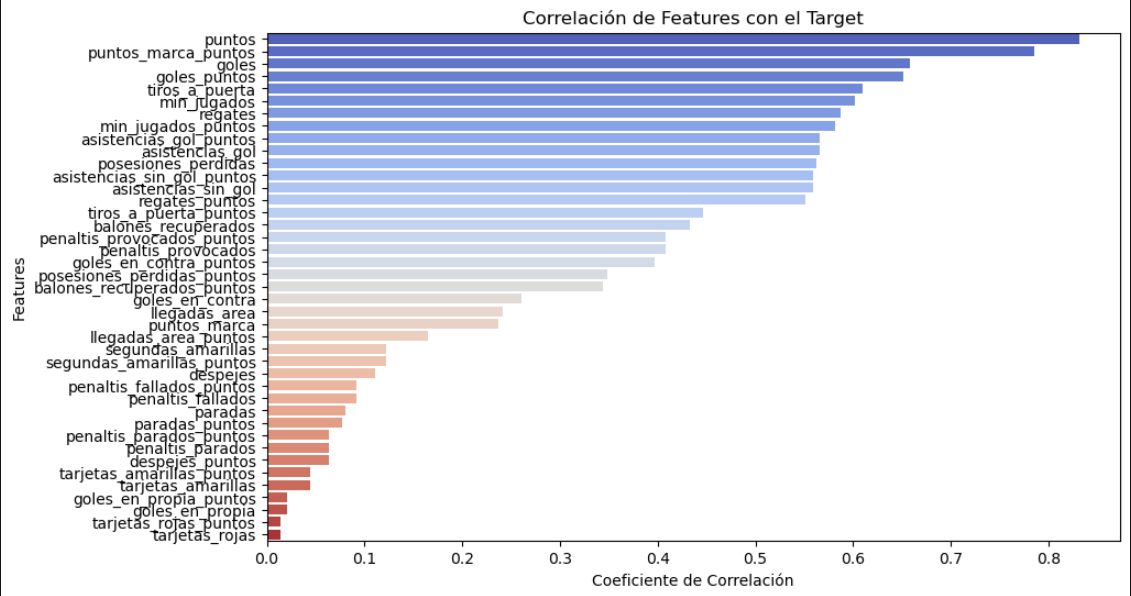 Correlación de Features con el Target
puntos
puntos_marca_puntos
goles
goles_puntos
tiros_a_puerta
min_jugados
regates
min_jugados_puntos
asistencias_gol_puntos
asistencias_gol
posesiones_perdidas
asistencias_sin_gol_puntos
asistencias_sin_gol
regates_puntos
tiros_a_puerta_puntos
balones_recuperados
penaltis_provocados_puntos
penaltis_provocados
goles_en_contra_puntos
posesiones_perdidas_puntos
balones_recuperados_puntos
goles_en_contra
llegadas_area
puntos_marca
llegadas_area_puntos
segundas_amarillas
segundas_amarillas_puntos
despejes
penaltis_fallados_puntos
penaltis_fallados
paradas
paradas_puntos
penaltis_parados_puntos
penaltis_parados
despejes_puntos
tarjetas_amarillas_puntos
tarjetas_amarillas
goles_en_propia_puntos
goles_en_propia
tarjetas_rojas_puntos
tarjetas_rojas
Features
0.0 0.1 0.2 0.3 0.4 0.5 0.6 0.7 0.8
Coeficiente de Correlación